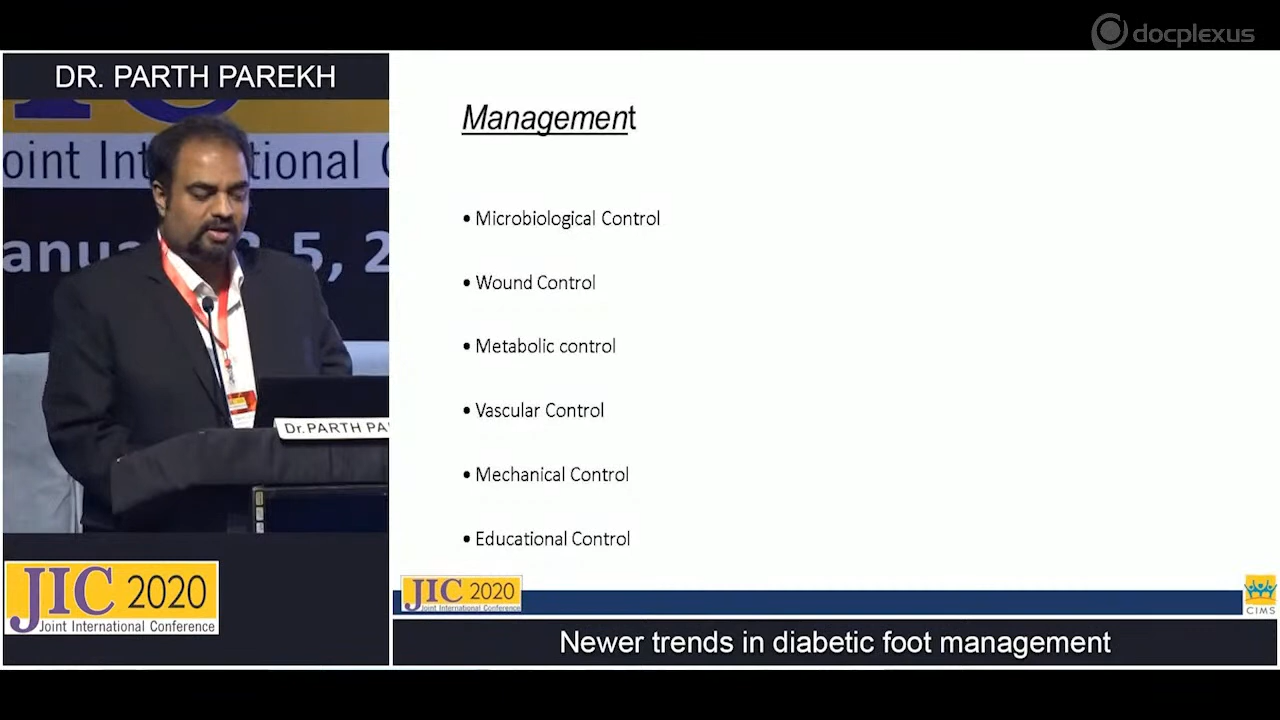 docplexus
DR. PARTH PAREKH
oint International C
anua 3-5, 2
Dr.PARTH PA
JIC 2020
Joint International Conference
Management
• Microbiological Control
• Wound Control
• Metabolic control
• Vascular Control
• Mechanical Control
• Educational Control
JIC 2020
Joint International Conference
CIMS
Newer trends in diabetic foot management